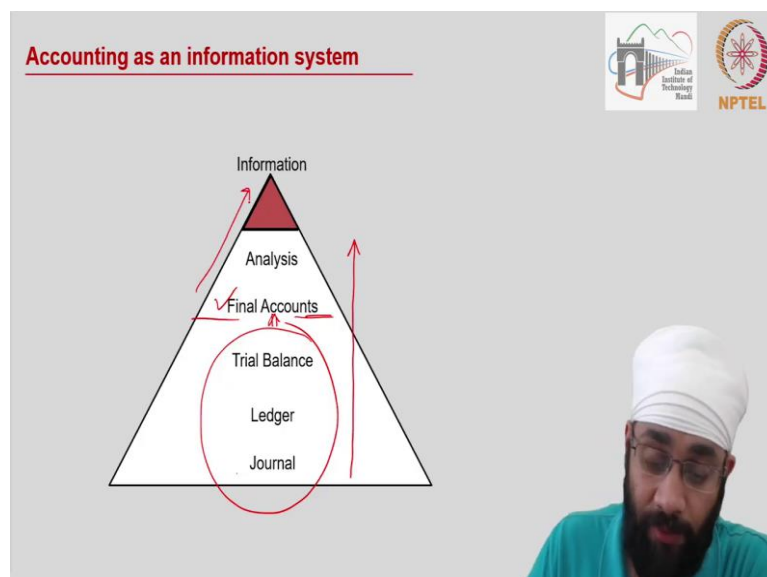 Accounting as an information system
Indian
Institute of
Technology
Mandi
NPTEL
Information
Analysis
Final Accounts
Trial Balance
Ledger
Journal